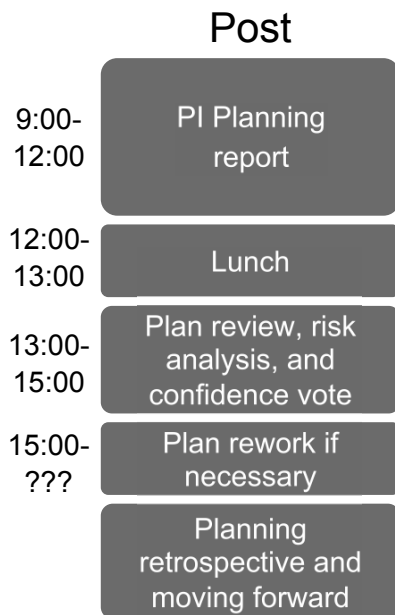 Post
9:00-
12:00
PI Planning
report
12:00-
13:00
Lunch
13:00-
15:00
Plan review, risk
analysis, and
confidence vote
15:00-
???
Plan rework if
necessary
Planning
retrospective and
moving forward